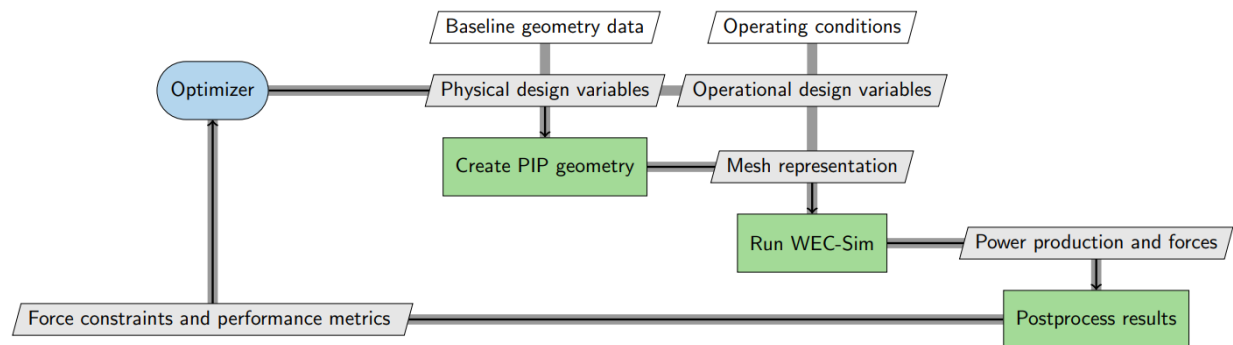 Baseline geometry data
Operating conditions
Optimizer
Physical design variables
Operational design variables
Create PIP geometry
Mesh representation
Run WEC-Sim
Power production and forces
Force constraints and performance metrics
Postprocess results